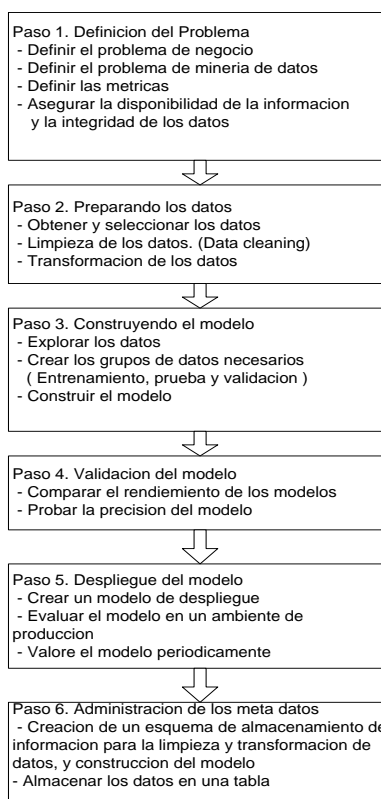 Paso 1. Definicion del Problema
- Definir el problema de negocio
- Definir el problema de mineria de datos
- Definir las metricas
- Asegurar la disponibilidad de la informacion
y la integridad de los datos
Paso 2. Preparando los datos
- Obtener y seleccionar los datos
- Limpieza de los datos. (Data cleaning)
- Transformacion de los datos
Paso 3. Construyendo el modelo
- Explorar los datos
- Crear los grupos de datos necesarios
( Entrenamiento, prueba y validacion )
- Construir el modelo
Paso 4. Validacion del modelo
- Comparar el rendiemiento de los modelos
- Probar la precision del modelo
Paso 5. Despliegue del modelo
- Crear un modelo de despliegue
- Evaluar el modelo en un ambiente de
produccion
- Valore el modelo periodicamente
Paso 6. Administracion de los meta datos
- Creacion de un esquema de almacenamiento de
informacion para la limpieza y transformacion de
datos, y construccion del modelo
- Almacenar los datos en una tabla